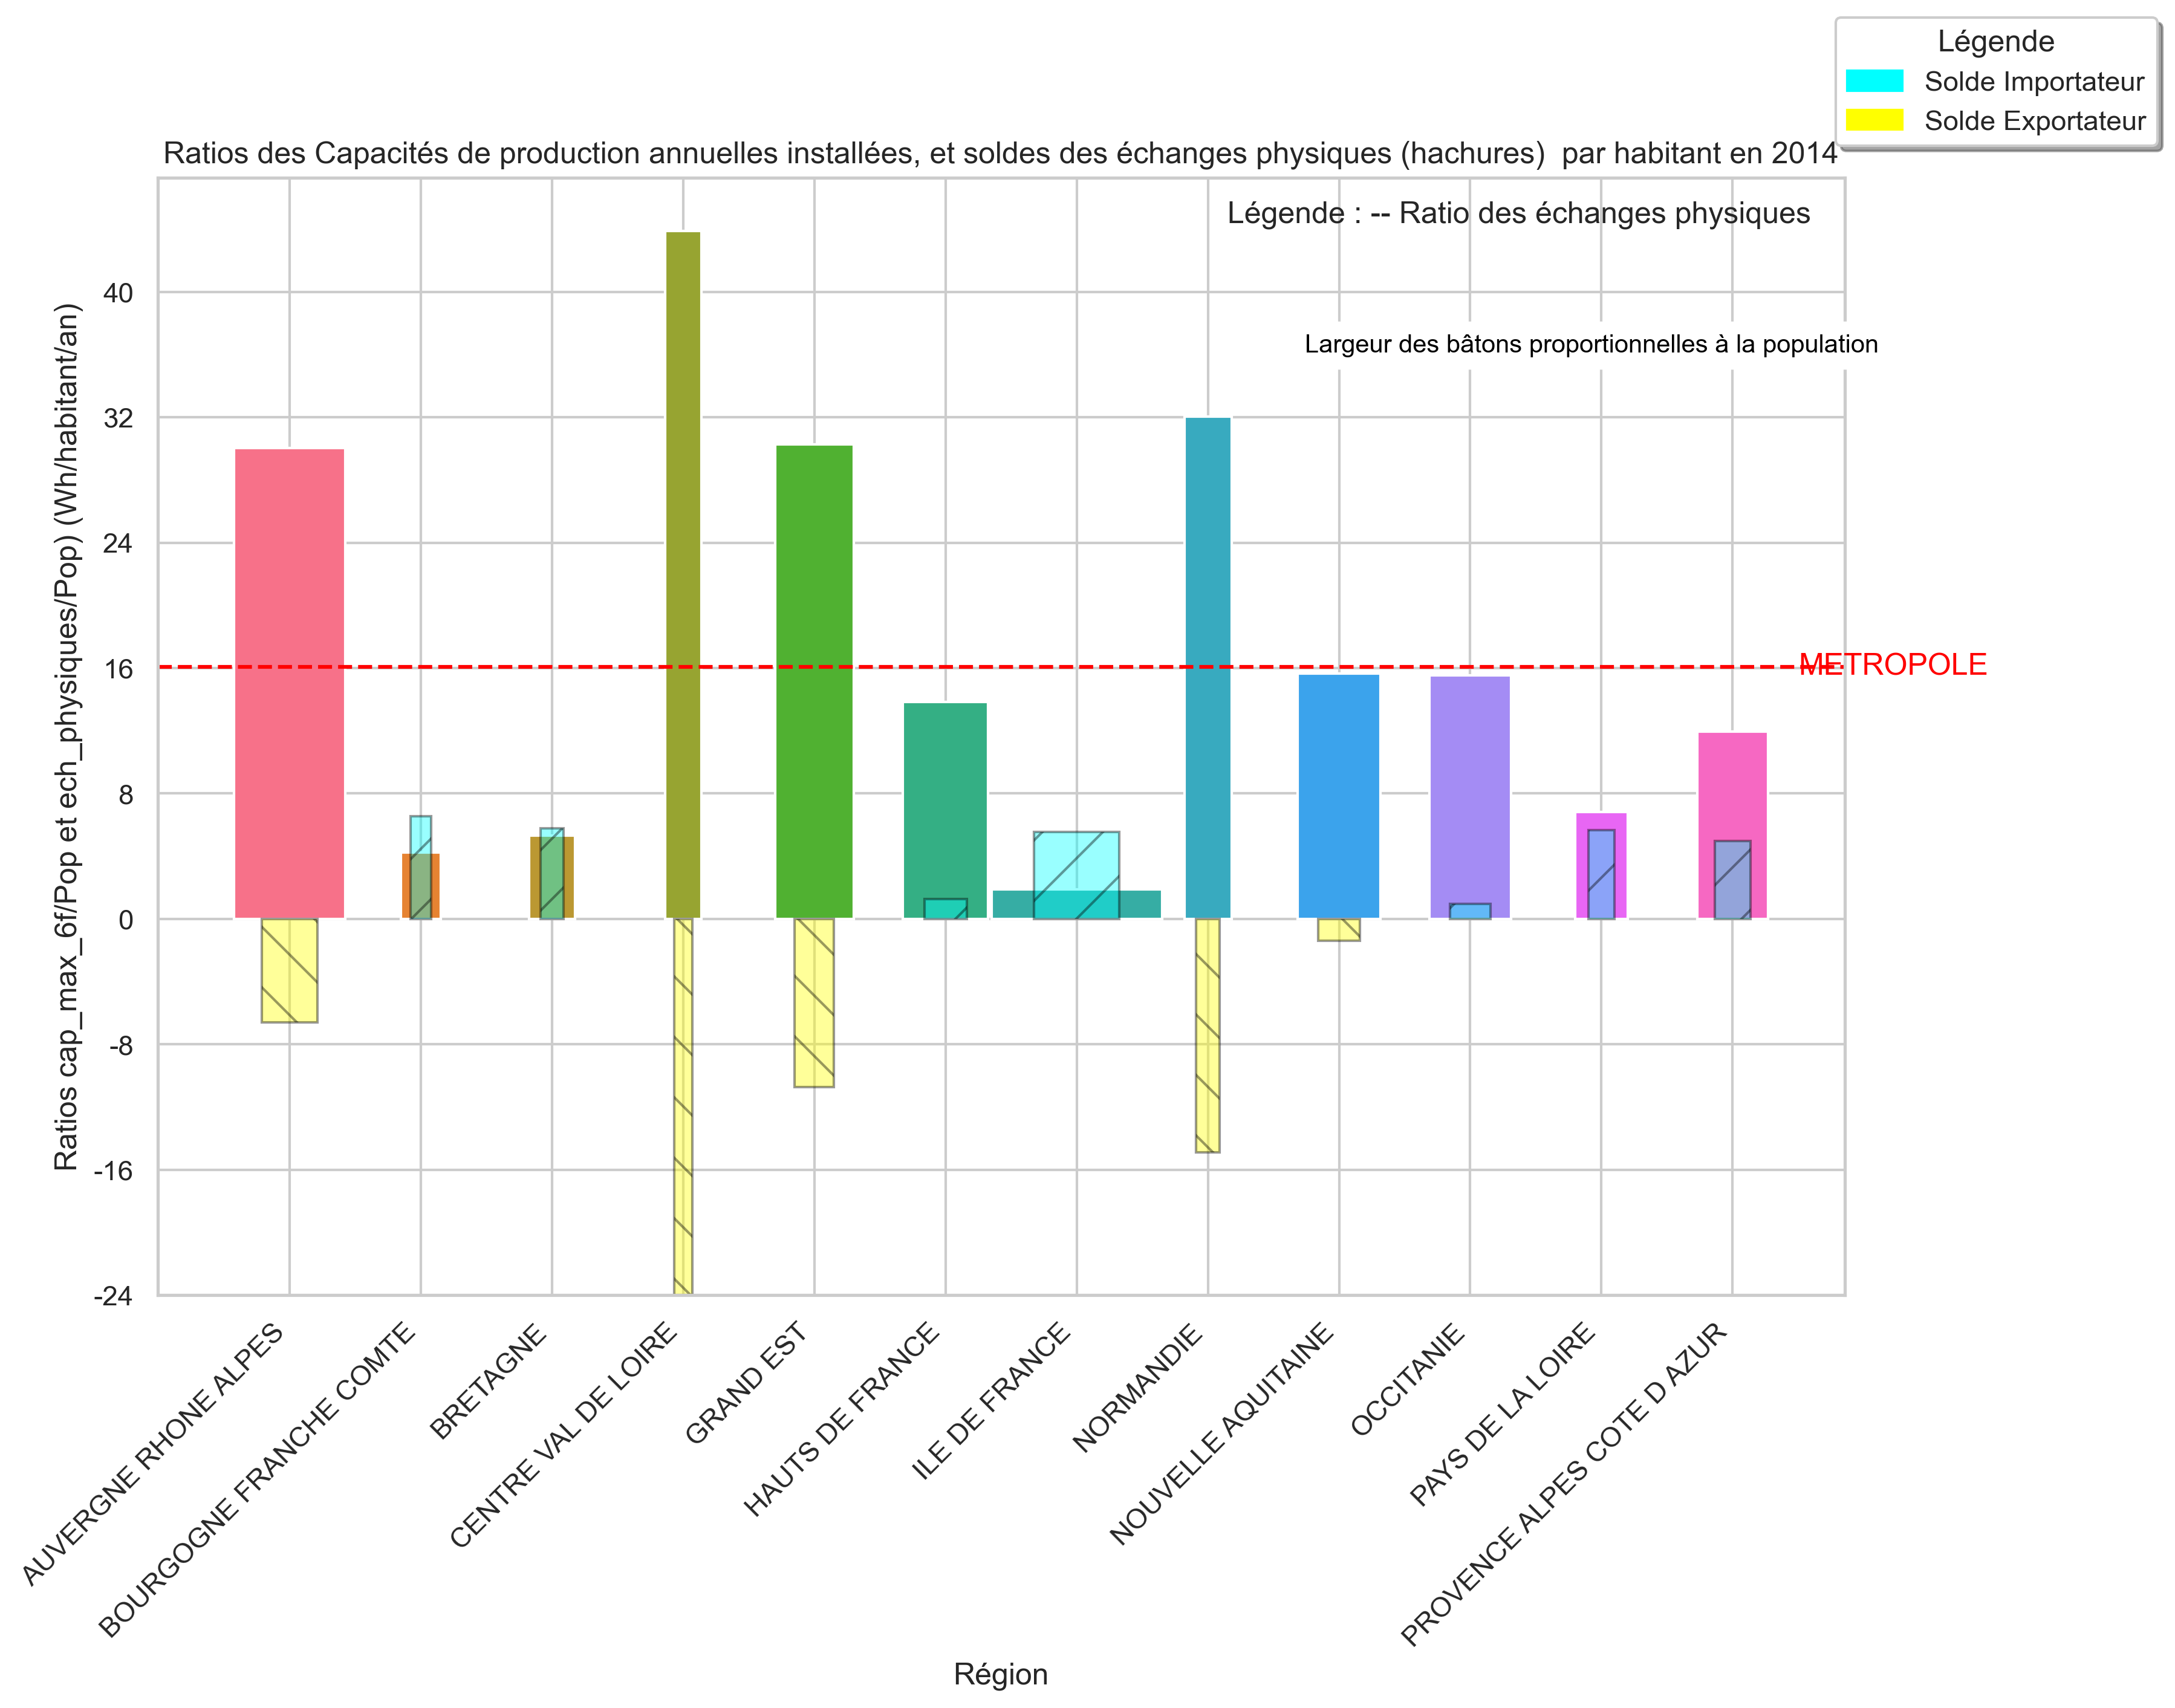 Légende
Solde Importateur
Solde Exportateur
Ratios des Capacités de production annuelles installées, et soldes des échanges physiques (hachures)  par habitant en 2014
Légende : -- Ratio des échanges physiques
Largeur des bâtons proportionnelles à la population
METROPOLE
Ratios cap_max_6f/Pop et ech_physiques/Pop) (Wh/habitant/an)
40
32
24
16
8
0
-8
-16
-24
AUVERGNE RHONE ALPES
BOURGOGNE FRANCHE COMTE
BRETAGNE
CENTRE VAL DE LOIRE
GRAND EST
HAUTS DE FRANCE
ILE DE FRANCE
NORMANDIE
NOUVELLE AQUITAINE
OCCITANIE
PAYS DE LA LOIRE
PROVENCE ALPES COTE D AZUR
Région